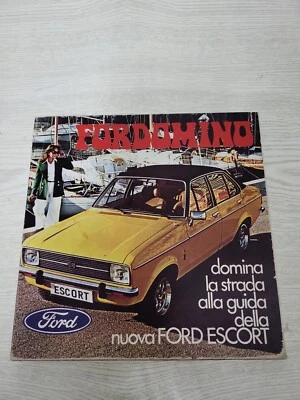 FORDOMINO
ESCORT
Ford
domina
la strada
alla guida
della
nuova FORD ESCORT